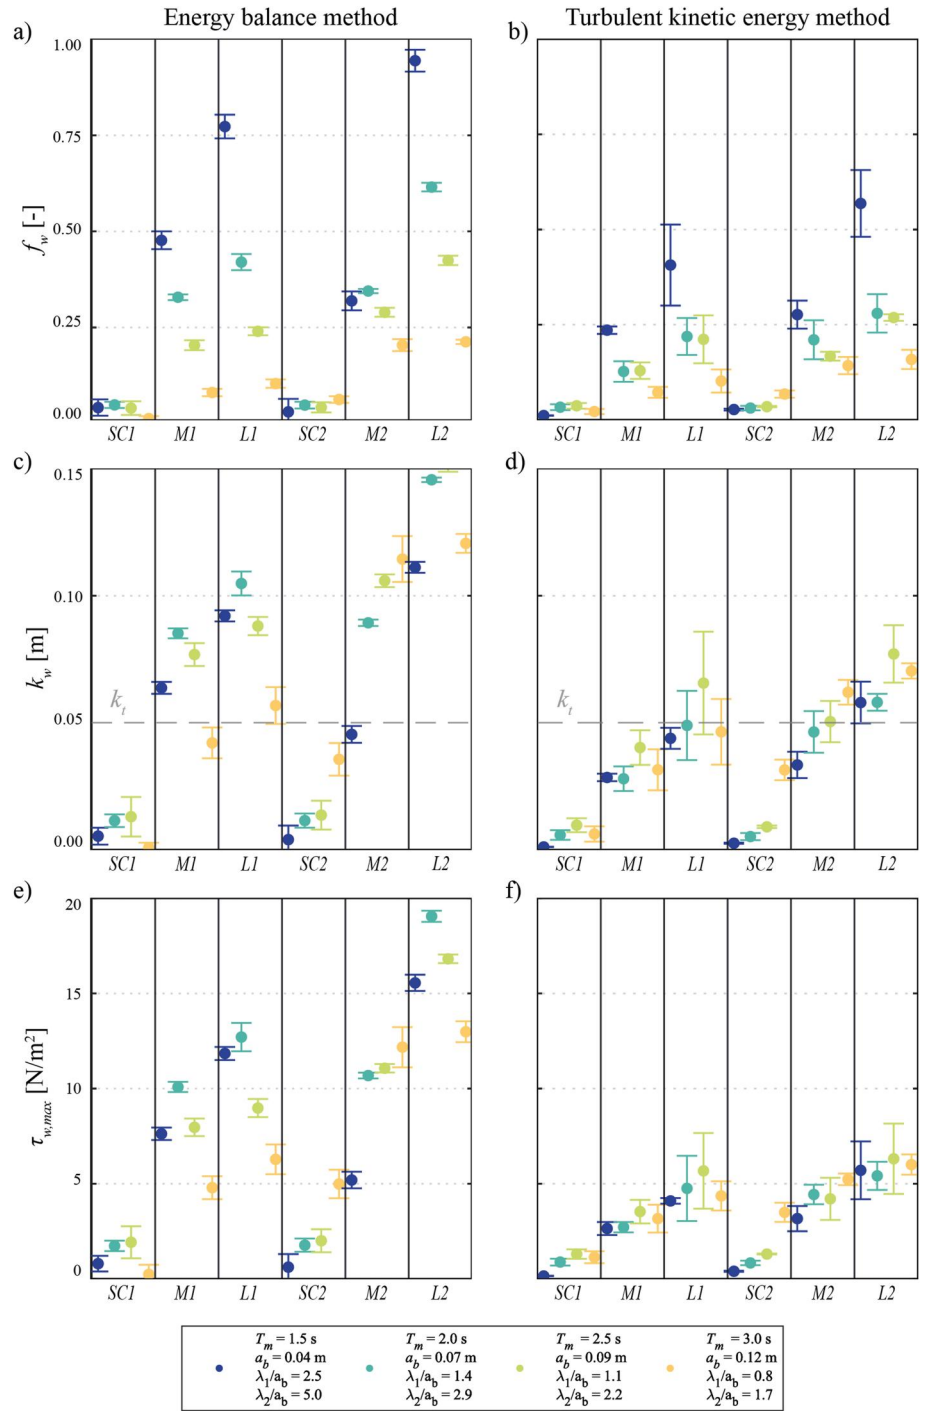 Energy balance method
Turbulent kinetic energy method
a)
b)
f_w [-]
1.00
0.75
0.50
0.25
0.00
SC1 M1 L1 SC2 M2 L2
SC1 M1 L1 SC2 M2 L2
c)
d)
k_w [m]
0.15
0.10
0.05
0.00
k_t
k_t
SC1 M1 L1 SC2 M2 L2
SC1 M1 L1 SC2 M2 L2
e)
f)
τ_w,max [N/m²]
20
15
10
5
0
SC1 M1 L1 SC2 M2 L2
SC1 M1 L1 SC2 M2 L2
T_m = 1.5 s
a_b = 0.04 m
λ_1/a_b = 2.5
λ_2/a_b = 5.0
T_m = 2.0 s
a_b = 0.07 m
λ_1/a_b = 1.4
λ_2/a_b = 2.9
T_m = 2.5 s
a_b = 0.09 m
λ_1/a_b = 1.1
λ_2/a_b = 2.2
T_m = 3.0 s
a_b = 0.12 m
λ_1/a_b = 0.8
λ_2/a_b = 1.7